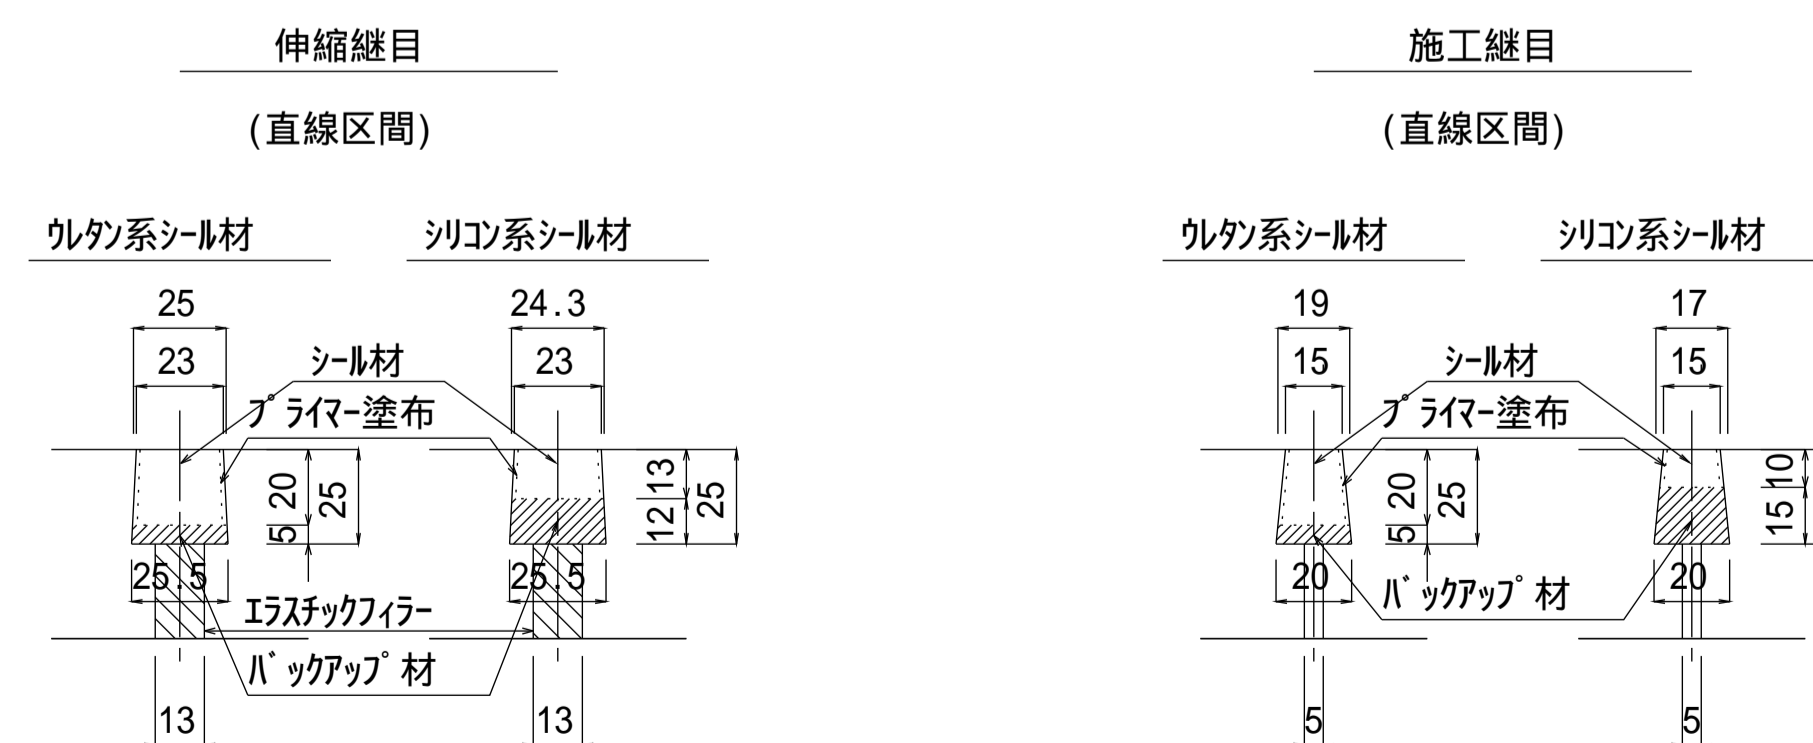 伸縮継目
(直線区間)
ウレタン系シール材
シリコン系シール材
25
24.3
23
23
シール材
プライマー塗布
20
25
5
13
25
12
25.5
25.5
エラスチックフィラー
バックアップ材
13
13
施工継目
(直線区間)
ウレタン系シール材
シリコン系シール材
19
17
15
15
シール材
プライマー塗布
20
25
5
10
15
20
20
バックアップ材
5
5